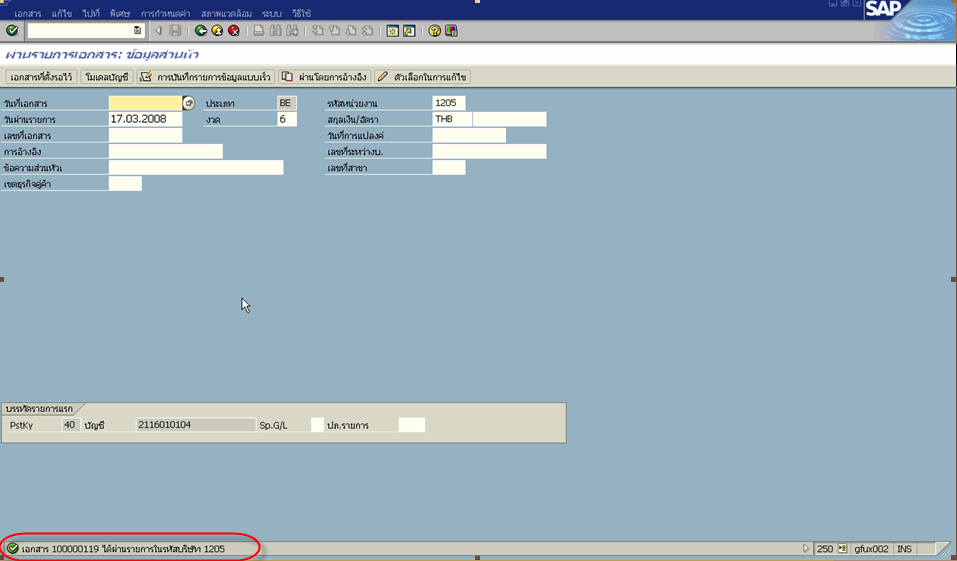 เอกสาร แก้ไข ไปที่ พิเศษ การกำหนดค่า สภาพแวดล้อม ระบบ วิธีใช้
SAP
ผ่านรายการเอกสาร: ข้อมูลส่วนหัว
เอกสารที่ตั้งรอไว้ โมเดลบัญชี การบันทึกรายการข้อมูลแบบเร็ว ผ่านโดยการอ้างอิง ตัวเลือกในการแก้ไข
วันที่เอกสาร ประเภท BE รหัสหน่วยงาน 1205
วันผ่านรายการ 17.03.2008 งวด 6 สกุลเงิน/อัตรา THB
เลขที่เอกสาร วันที่การแปลงค่
การอ้างอิง เลขที่ระหว่างบ.
ข้อความส่วนหัวเ เลขที่สาขา
เขตธุรกิจคู่ค้า
บรรทัดรายการแรก
PstKy 40 บัญชี 2116010104 Sp.G/L ปภ.รายการ
เอกสาร 100000119 ได้ผ่านรายการในรหัสบริษัท 1205 250 gfux002 INS